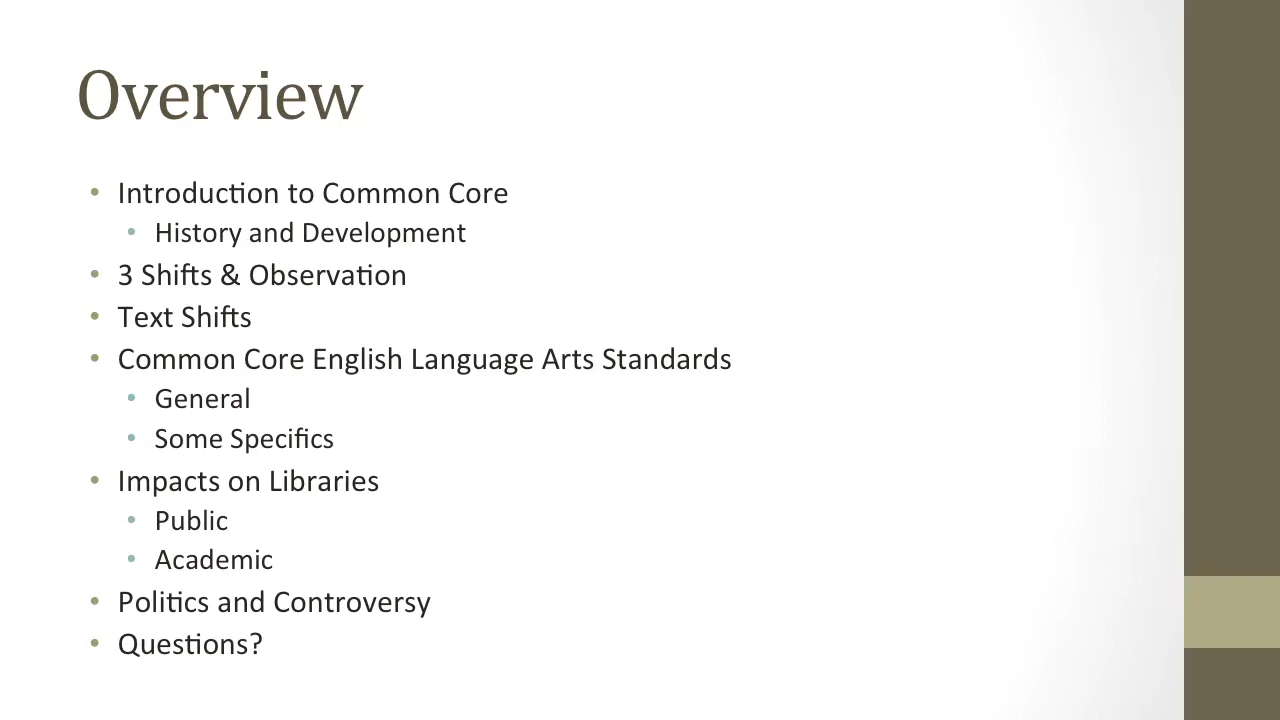 Overview
• Introduction to Common Core
• History and Development
• 3 Shifts & Observation
• Text Shifts
• Common Core English Language Arts Standards
• General
• Some Specifics
• Impacts on Libraries
• Public
• Academic
• Politics and Controversy
• Questions?